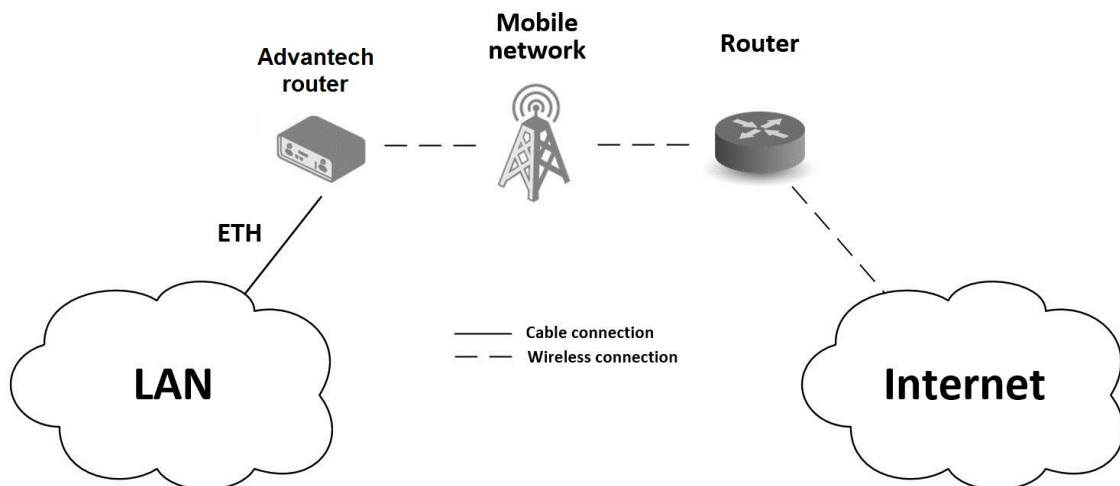 Advantech
router
Mobile
network
Router
ETH
LAN
Cable connection
Wireless connection
Internet